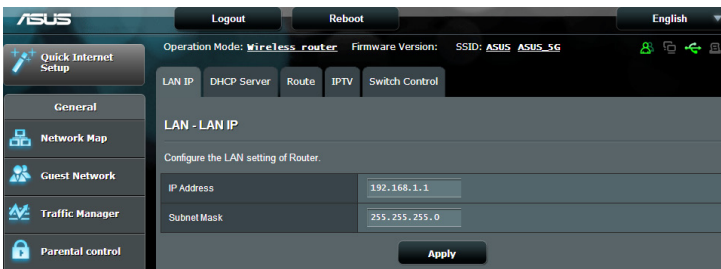 ASUS Logout Reboot English
Operation Mode: Wireless router Firmware Version: SSID: ASUS ASUS_5G
Quick Internet
Setup
General
Network Map
Guest Network
Traffic Manager
Parental control
LAN IP DHCP Server Route IPTV Switch Control
LAN - LAN IP
Configure the LAN setting of Router.
IP Address 192.168.1.1
Subnet Mask 255.255.255.0
Apply